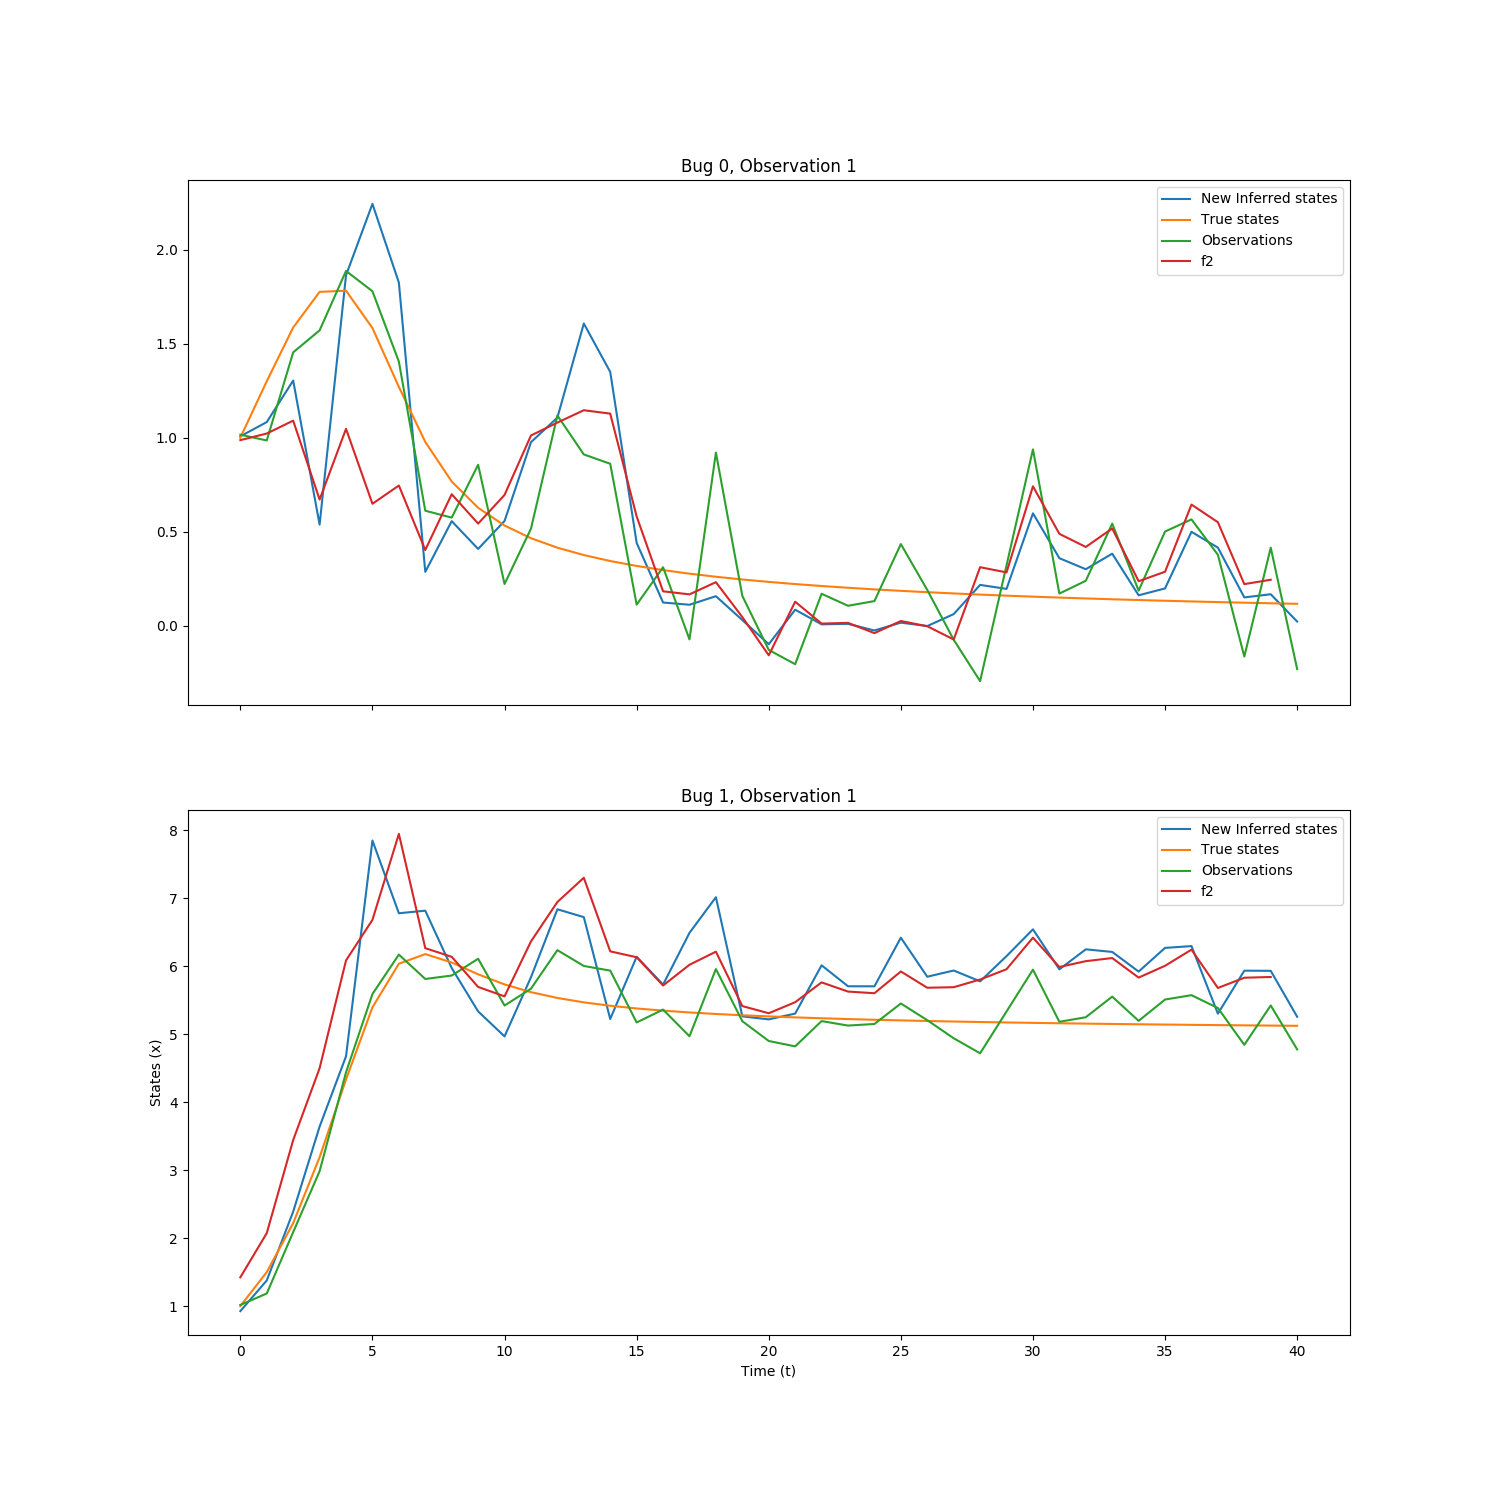 Bug 0, Observation 1
New Inferred states
True states
Observations
f2
2.0
1.5
1.0
0.5
0.0
Bug 1, Observation 1
New Inferred states
True states
Observations
f2
8
7
6
5
4
3
2
1
States (x)
0 5 10 15 20 25 30 35 40
Time (t)